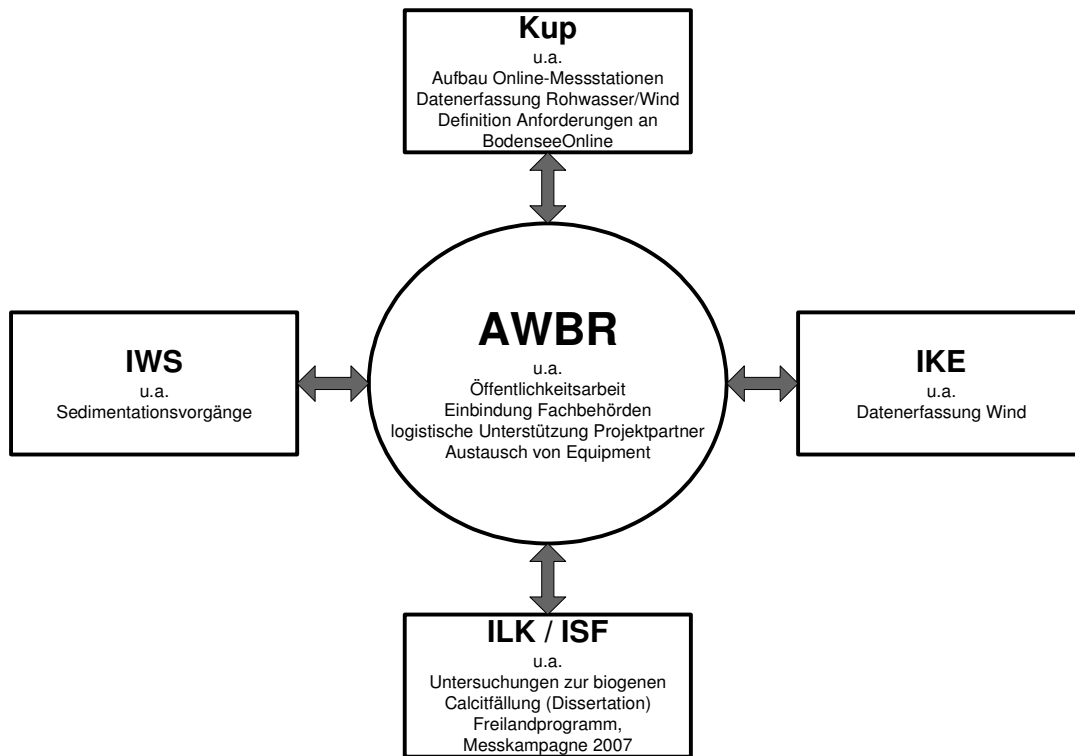 Kup
u.a.
Aufbau Online-Messstationen
Datenerfassung Rohwasser/Wind
Definition Anforderungen an
BodenseeOnline
IWS
u.a.
Sedimentationsvorgänge
AWBR
u.a.
Öffentlichkeitsarbeit
Einbindung Fachbehörden
logistische Unterstützung Projektpartner
Austausch von Equipment
IKE
u.a.
Datenerfassung Wind
ILK / ISF
u.a.
Untersuchungen zur biogenen
Calcitfällung (Dissertation)
Freilandprogramm,
Messkampagne 2007